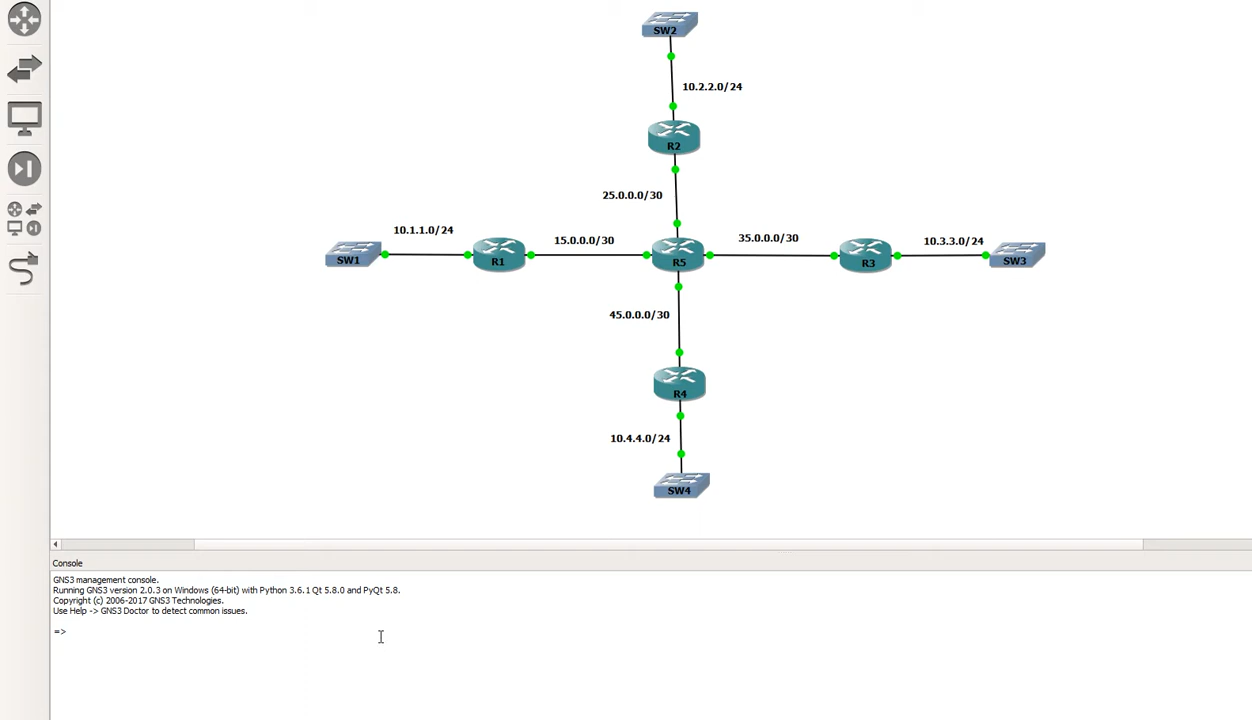 SW2
10.2.2.0/24
R2
25.0.0.0/30
10.1.1.0/24
15.0.0.0/30
35.0.0.0/30
10.3.3.0/24
SW1
R1
R5
R3
SW3
45.0.0.0/30
R4
10.4.4.0/24
SW4
Console
GNS3 management console.
Running GNS3 version 2.0.3 on Windows (64-bit) with Python 3.6.1 Qt 5.8.0 and PyQt 5.8.
Copyright (c) 2006-2017 GNS3 Technologies.
Use Help -> GNS3 Doctor to detect common issues.
=>